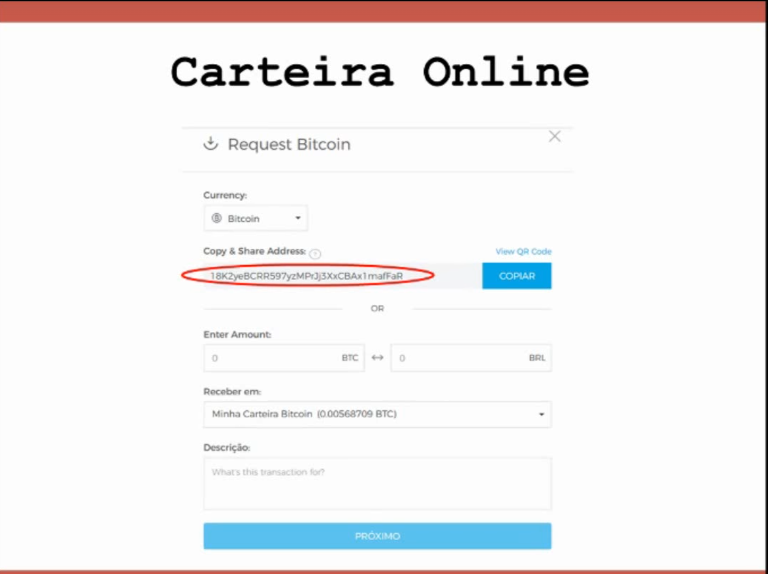 Carteira Online
Request Bitcoin
Currency:
Bitcoin
Copy & Share Address:
View QR Code
18K2yeBCRR597yzMPrJj3XxCBAx1mafFaR
COPIAR
OR
Enter Amount:
0 BTC 0 BRL
Receber em:
Minha Carteira Bitcoin (0.00568709 BTC)
Descrição:
What's this transaction for?
PRÓXIMO